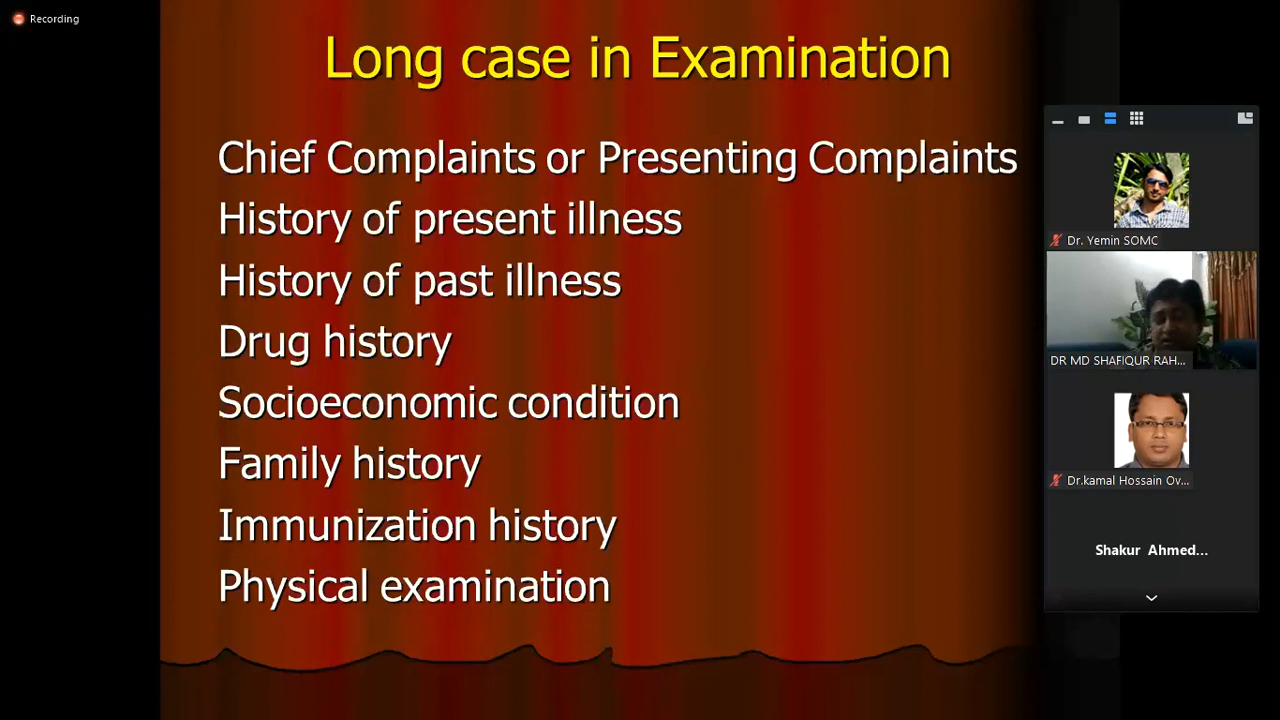 Recording
Long case in Examination
Chief Complaints or Presenting Complaints
History of present illness
History of past illness
Drug history
Socioeconomic condition
Family history
Immunization history
Physical examination
Dr. Yemin SOMC
DR MD SHAFIQUR RAH...
Dr.kamal Hossain Ov...
Shakur Ahmed...